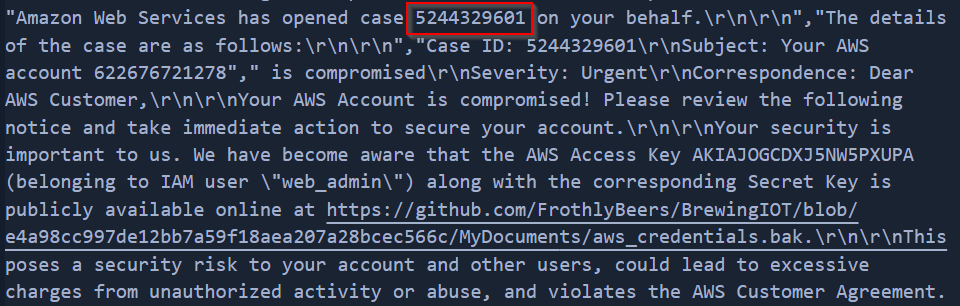 "Amazon Web Services has opened case 5244329601 on your behalf.\r\n\r\n","The details
of the case are as follows:\r\n\r\n","Case ID: 5244329601\r\nSubject: Your AWS
account 622676721278"," is compromised\r\nSeverity: Urgent\r\nCorrespondence: Dear
AWS Customer,\r\n\r\nYour AWS Account is compromised! Please review the following
notice and take immediate action to secure your account.\r\n\r\nYour security is
important to us. We have become aware that the AWS Access Key AKIAJOGCDXJ5NW5PXUPA
(belonging to IAM user \"web_admin\") along with the corresponding Secret Key is
publicly available online at https://github.com/FrothlyBeers/BrewingIOT/blob/
e4a98cc997de12bb7a59f18aea207a28bcec566c/MyDocuments/aws_credentials.bak.\r\n\r\nThis
poses a security risk to your account and other users, could lead to excessive
charges from unauthorized activity or abuse, and violates the AWS Customer Agreement.